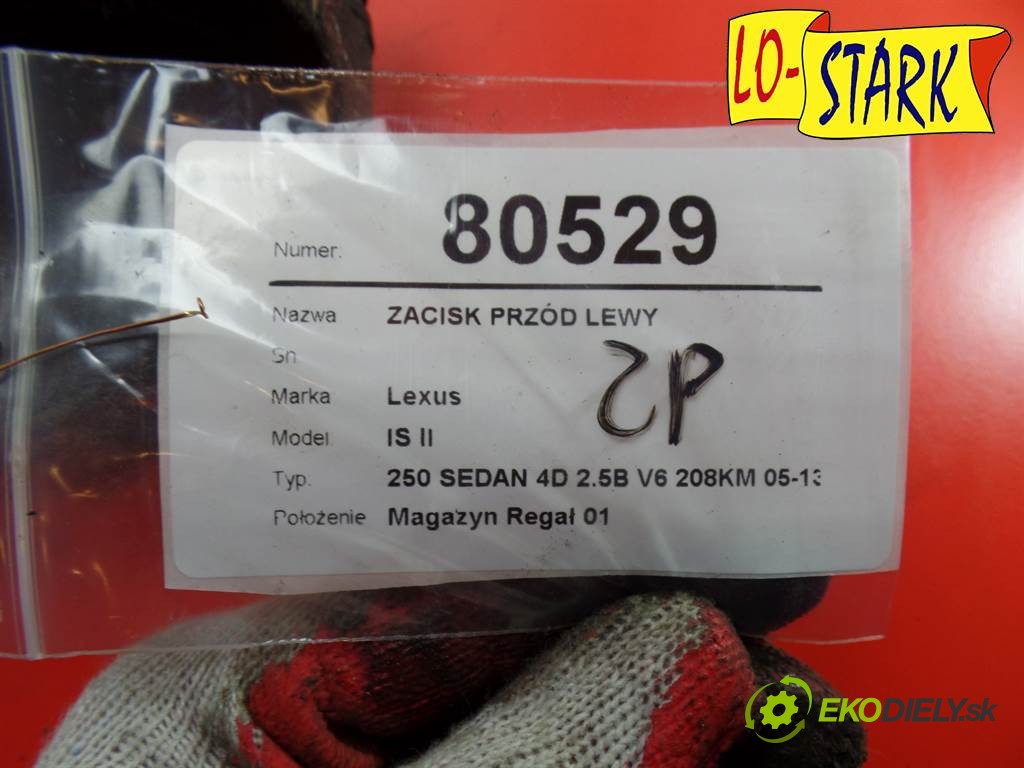 LO-STARK
Numer: 80529
Nazwa ZACISK PRZÓD LEWY
Sn
Marka Lexus
Model IS II
Typ: 250 SEDAN 4D 2.5B V6 208KM 05-13
Położenie Magazyn Regał 01
EKODIELY.sk